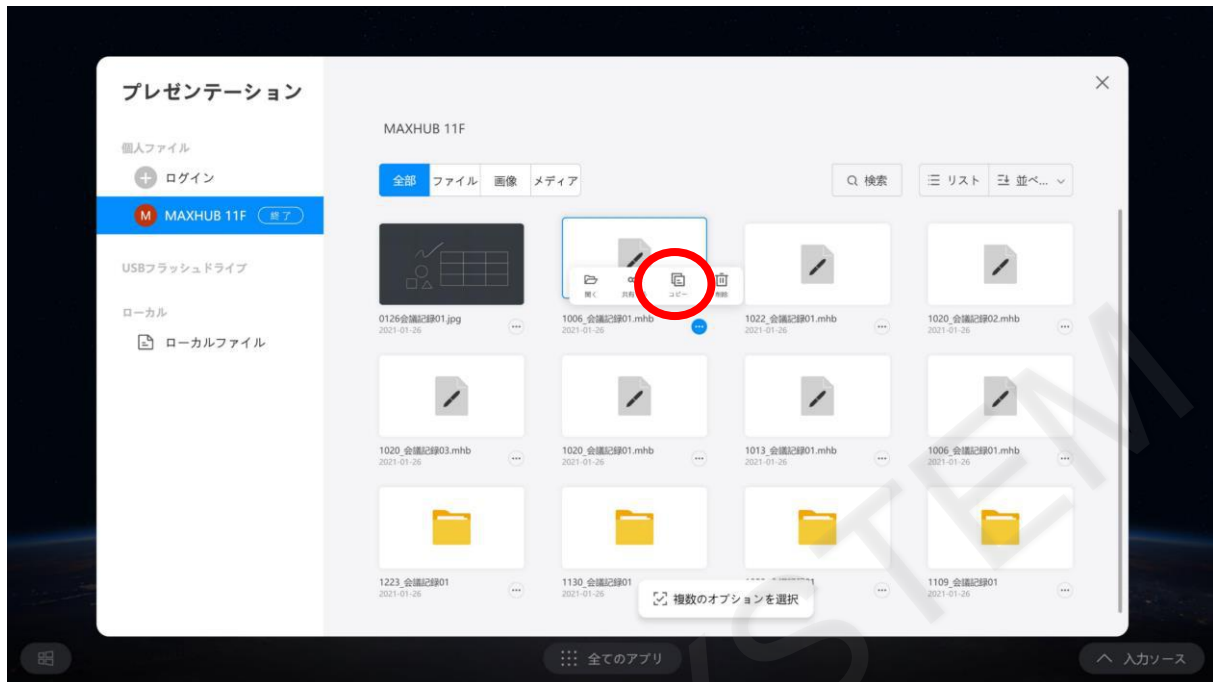 プレゼンテーション
個人ファイル
ログイン
M MAXHUB 11F 終了
USBフラッシュドライブ
ローカル
ローカルファイル
MAXHUB 11F
全部 ファイル 画像 メディア
検索 リスト 並べ...
開く コピー 削除
0126会議記録01.jpg
2021-01-26
1006_会議記録01.mhb
2021-01-26
1022_会議記録01.mhb
2021-01-26
1020_会議記録02.mhb
2021-01-26
1020_会議記録03.mhb
2021-01-26
1020_会議記録01.mhb
2021-01-26
1013_会議記録01.mhb
2021-01-26
1006_会議記録01.mhb
2021-01-26
1223_会議記録01
2021-01-26
1130_会議記録01
2021-01-26
1109_会議記録01
2021-01-26
複数のオプションを選択
全てのアプリ
入力ソース
STEM